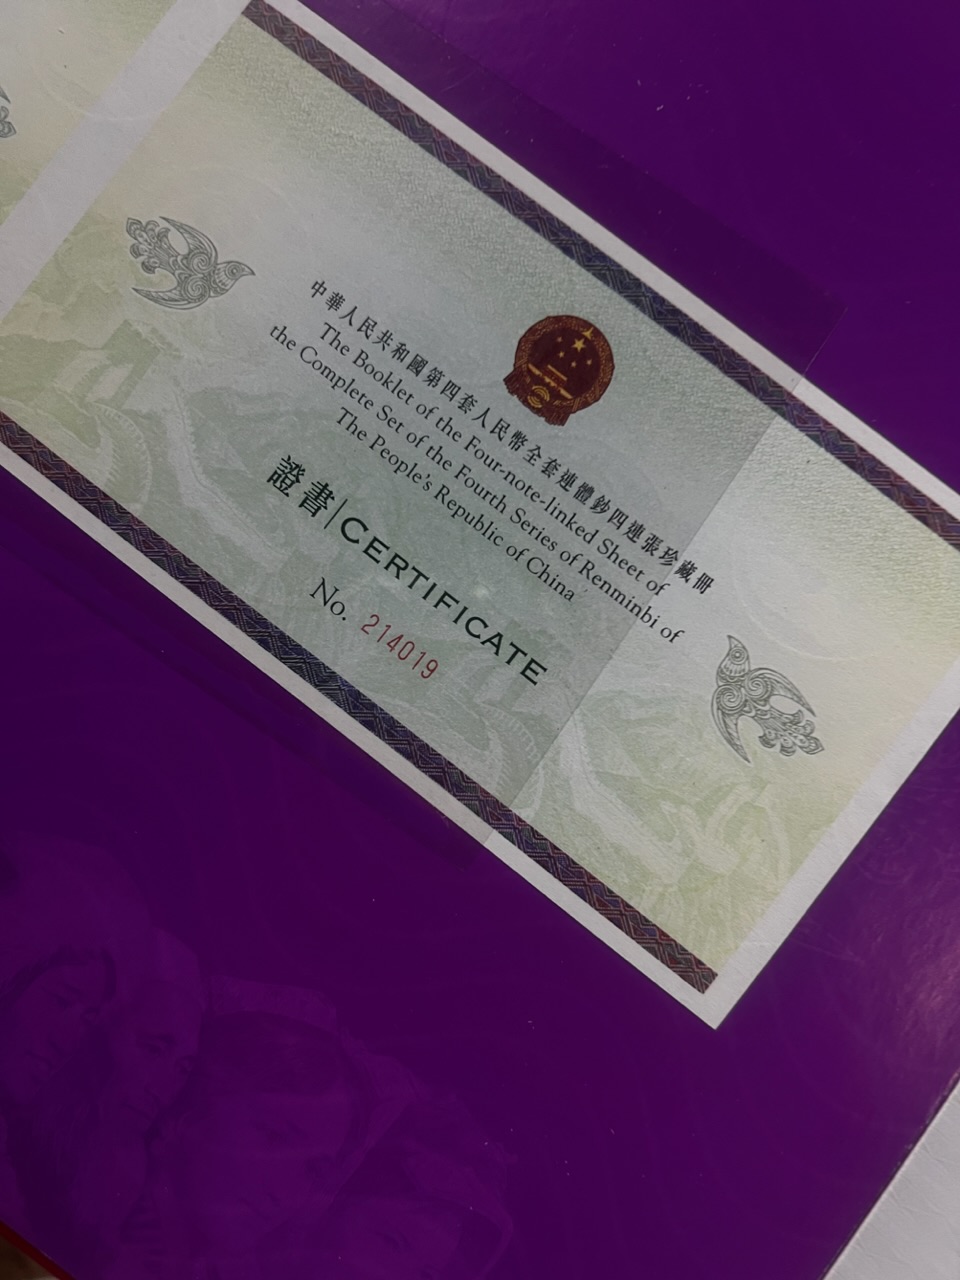 中華人民共和國第四套人民幣全套連體鈔四連張珍藏冊
The Booklet of the Four-note-linked Sheet of
the Complete Set of the Fourth Series of Renminbi of
The People's Republic of China
證書|CERTIFICATE
No. 214019